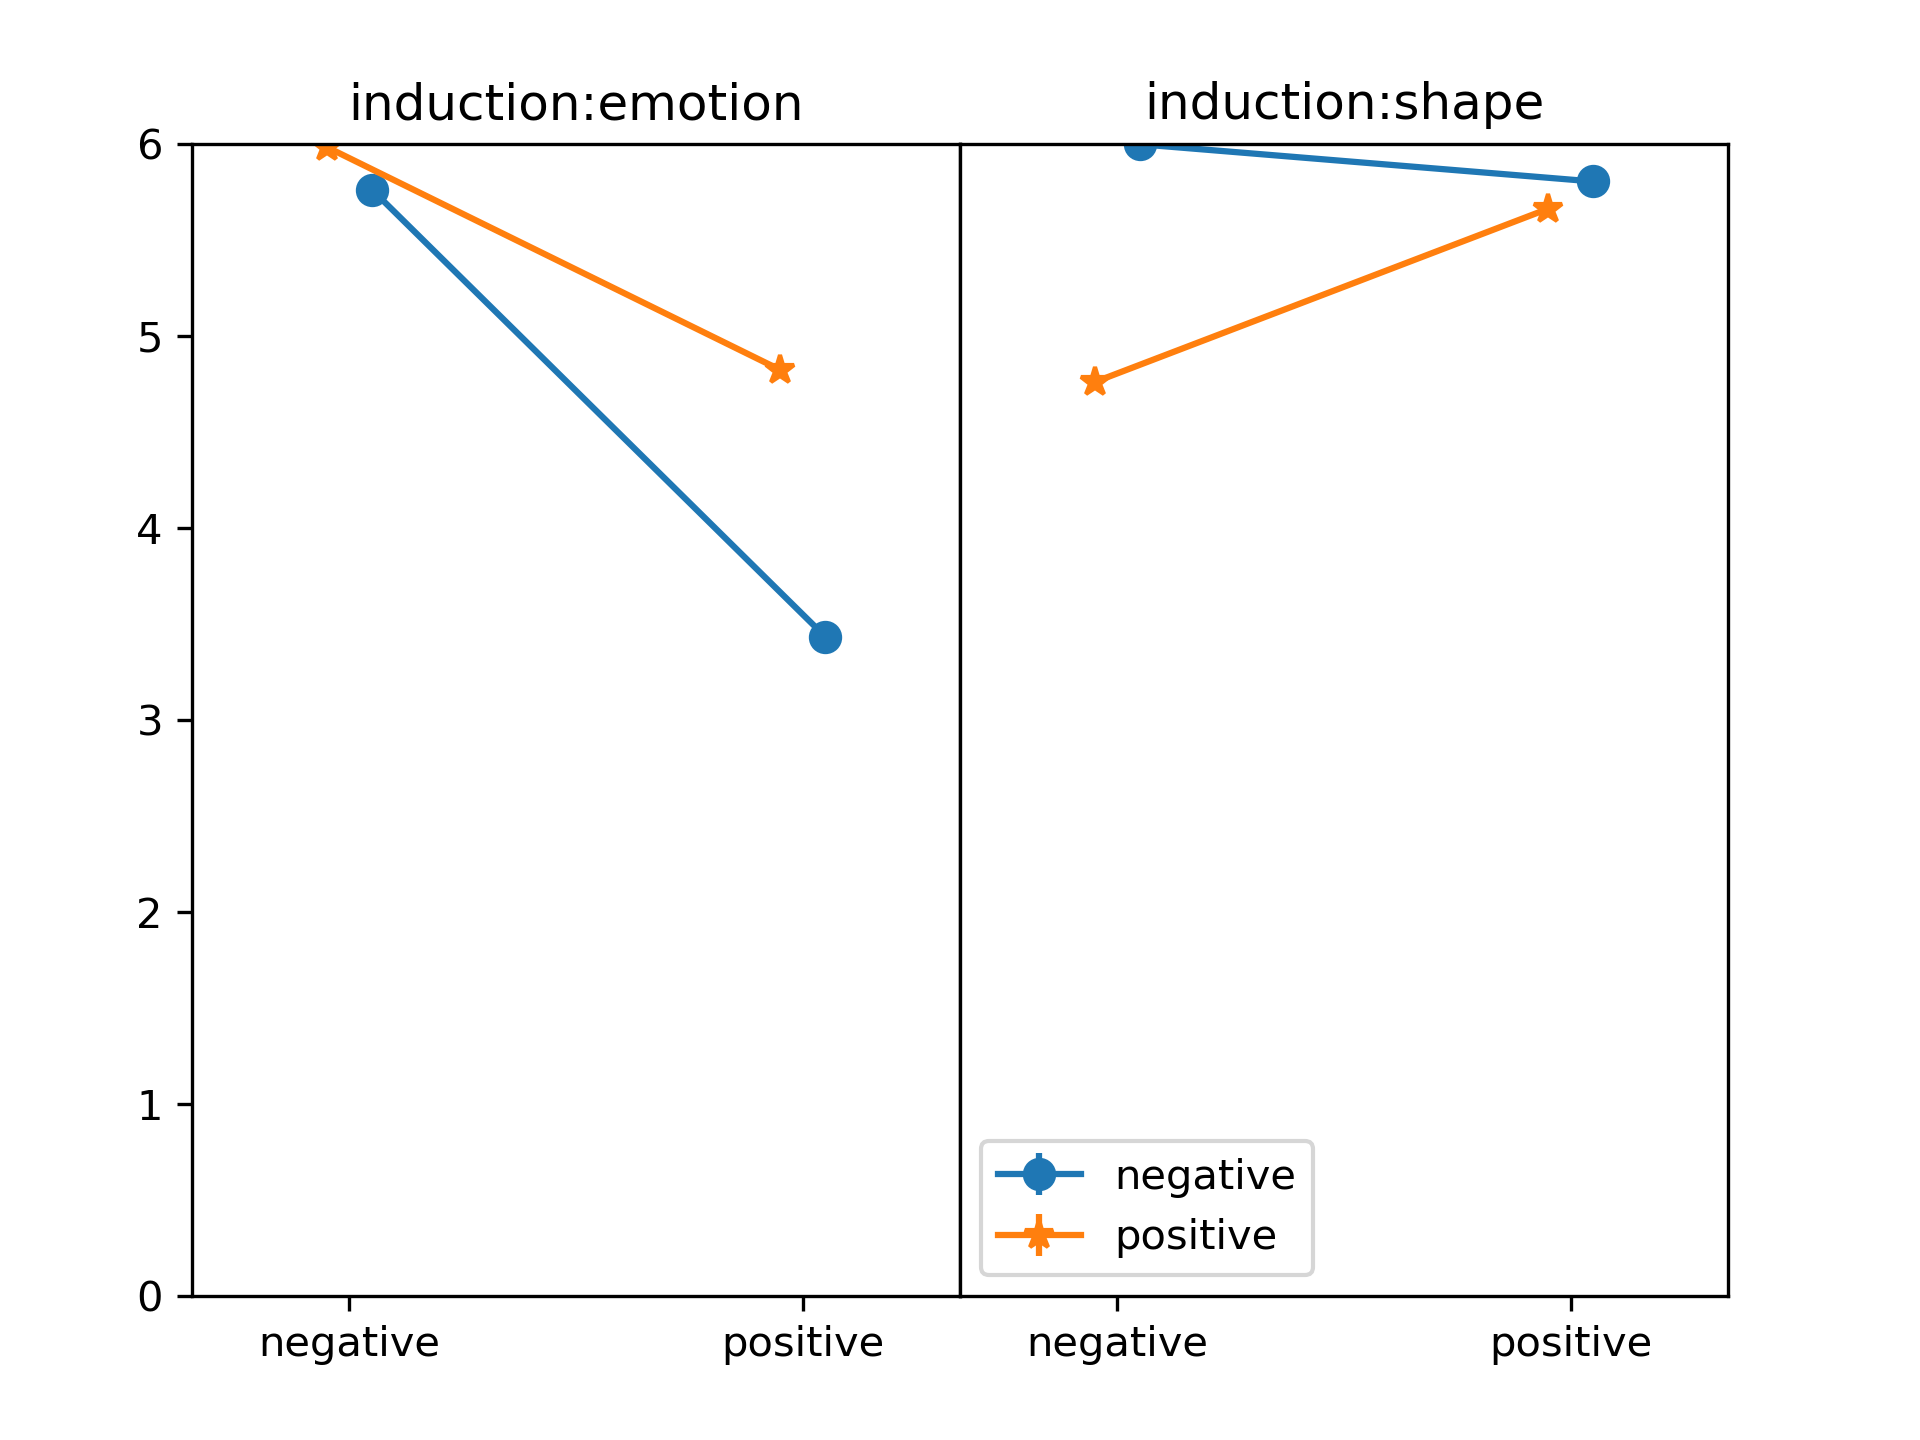 induction:emotion
induction:shape
6
5
4
3
2
1
0
negative
positive
negative
positive
negative
positive